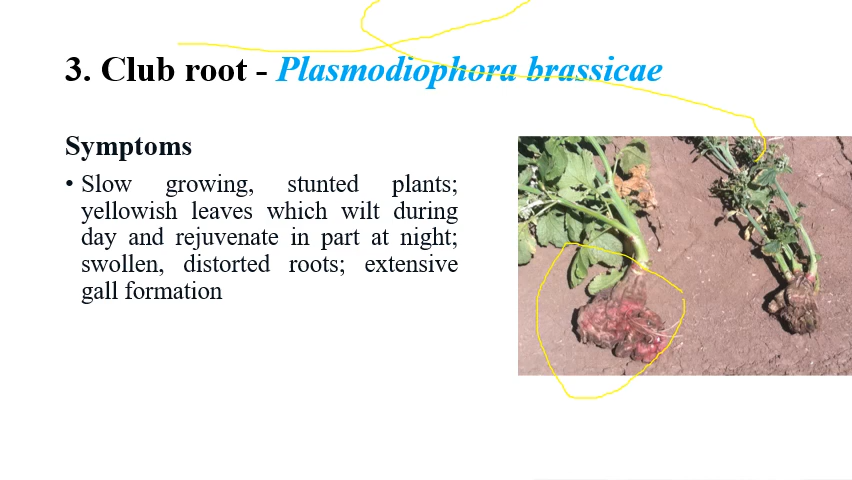 3. Club root - Plasmodiophora brassicae
Symptoms
• Slow growing, stunted plants;
yellowish leaves which wilt during
day and rejuvenate in part at night;
swollen, distorted roots; extensive
gall formation